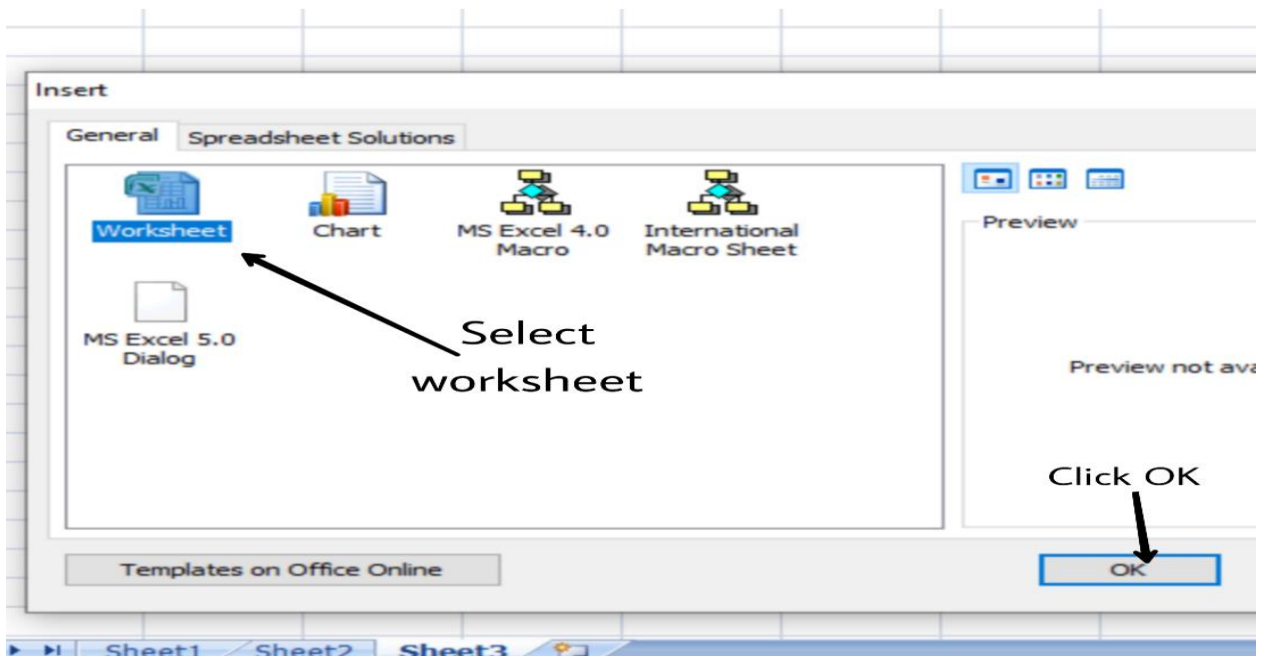 Insert
General Spreadsheet Solutions
Worksheet
Chart
MS Excel 4.0
Macro
International
Macro Sheet
Preview
MS Excel 5.0
Dialog
Select
worksheet
Preview not ava
Click OK
Templates on Office Online
OK
Sheet1 Sheet2 Sheet3